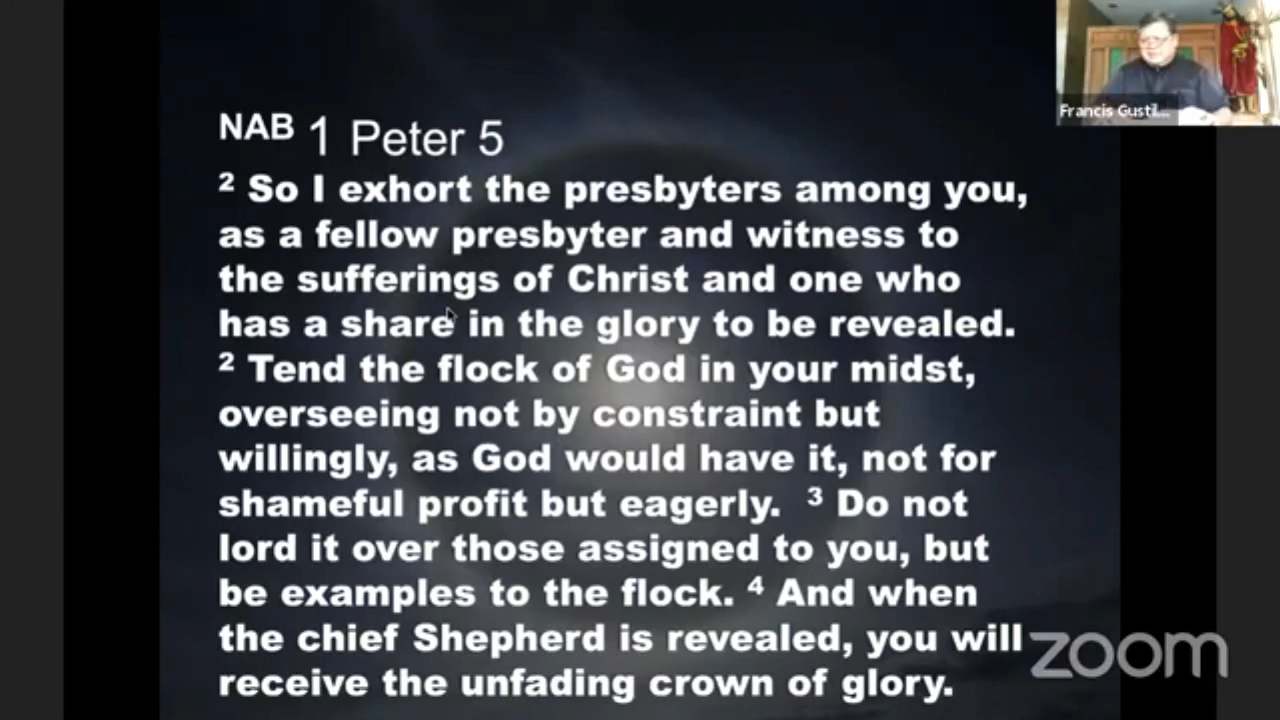 Francis Gustil...
NAB 1 Peter 5
2 So I exhort the presbyters among you,
as a fellow presbyter and witness to
the sufferings of Christ and one who
has a share in the glory to be revealed.
2 Tend the flock of God in your midst,
overseeing not by constraint but
willingly, as God would have it, not for
shameful profit but eagerly. 3 Do not
lord it over those assigned to you, but
be examples to the flock. 4 And when
the chief Shepherd is revealed, you will
receive the unfading crown of glory.
zoom